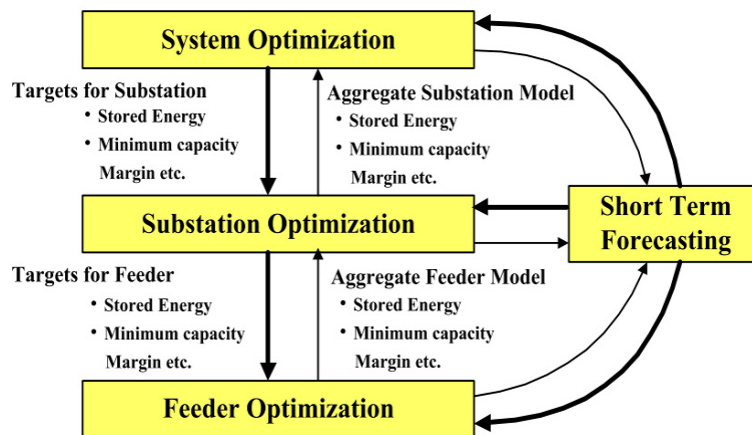 System Optimization
Targets for Substation
• Stored Energy
• Minimum capacity
Margin etc.
Aggregate Substation Model
• Stored Energy
• Minimum capacity
Margin etc.
Substation Optimization
Short Term
Forecasting
Targets for Feeder
• Stored Energy
• Minimum capacity
Margin etc.
Aggregate Feeder Model
• Stored Energy
• Minimum capacity
Margin etc.
Feeder Optimization